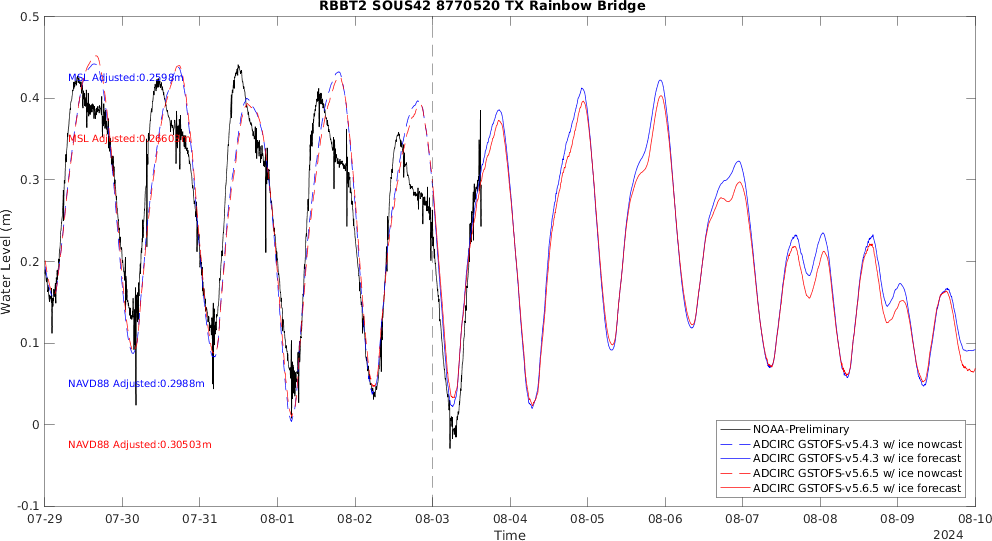 RBBT2 SOUS42 8770520 TX Rainbow Bridge
0.5
0.4
0.3
0.2
0.1
0
-0.1
Water Level (m)
MSL Adjusted:0.2598m
MSL
NAVD88 Adjusted:0.2988m
NAVD88 Adjusted:0.30503m
NOAA-Preliminary
ADCIRC GSTOFS-v5.4.3 w/ ice nowcast
ADCIRC GSTOFS-v5.4.3 w/ ice forecast
ADCIRC GSTOFS-v5.6.5 w/ ice nowcast
ADCIRC GSTOFS-v5.6.5 w/ ice forecast
07-29 07-30 07-31 08-01 08-02 08-03 08-04 08-05 08-06 08-07 08-08 08-09 08-10
Time
2024